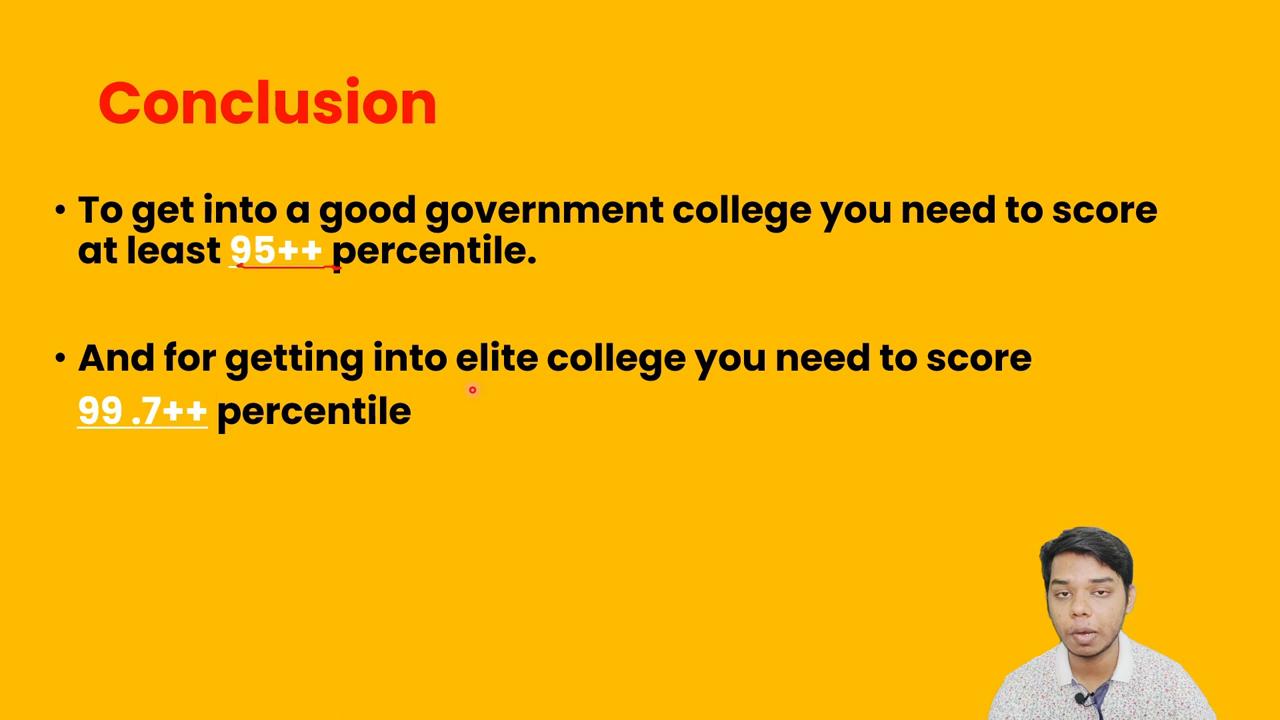 Conclusion
• To get into a good government college you need to score
at least 95++ percentile.
• And for getting into elite college you need to score
99 .7++ percentile